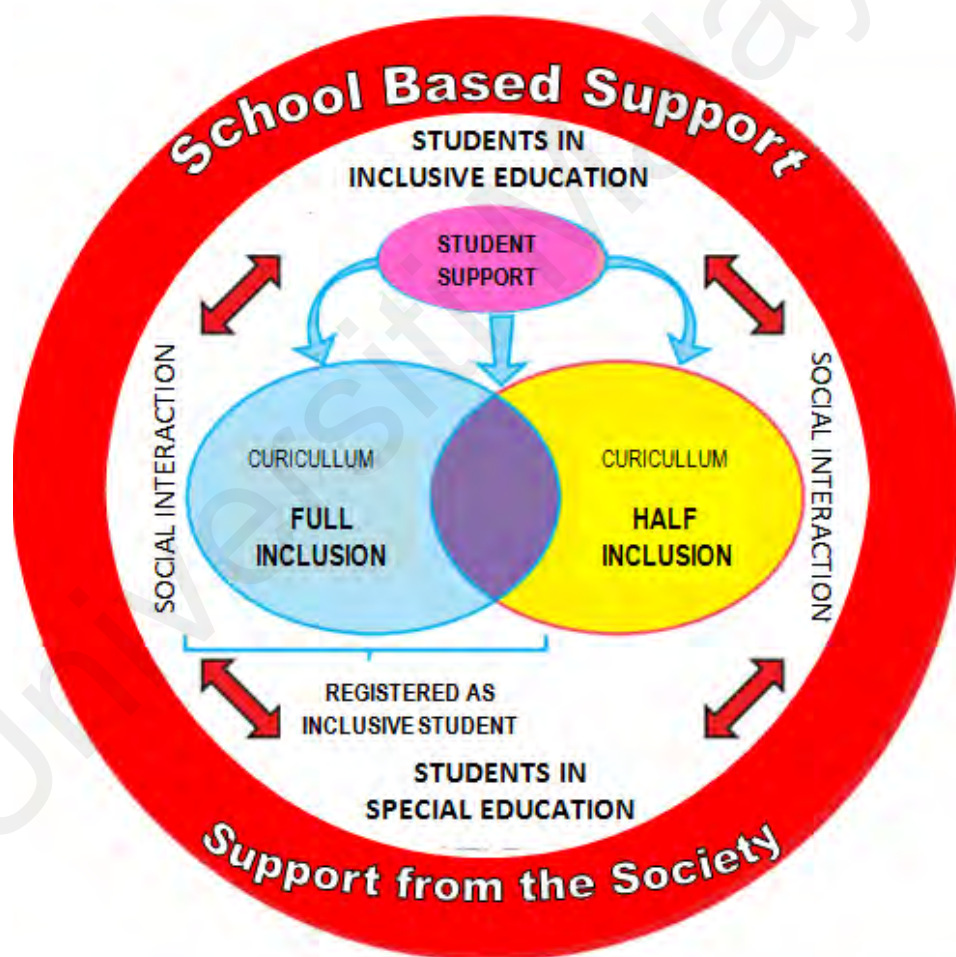 School Based Support
STUDENTS IN
INCLUSIVE EDUCATION
STUDENT
SUPPORT
SOCIAL INTERACTION
SOCIAL INTERACTION
CURICULLUM
FULL
INCLUSION
CURICULLUM
HALF
INCLUSION
REGISTERED AS
INCLUSIVE STUDENT
STUDENTS IN
SPECIAL EDUCATION
Support from the Society